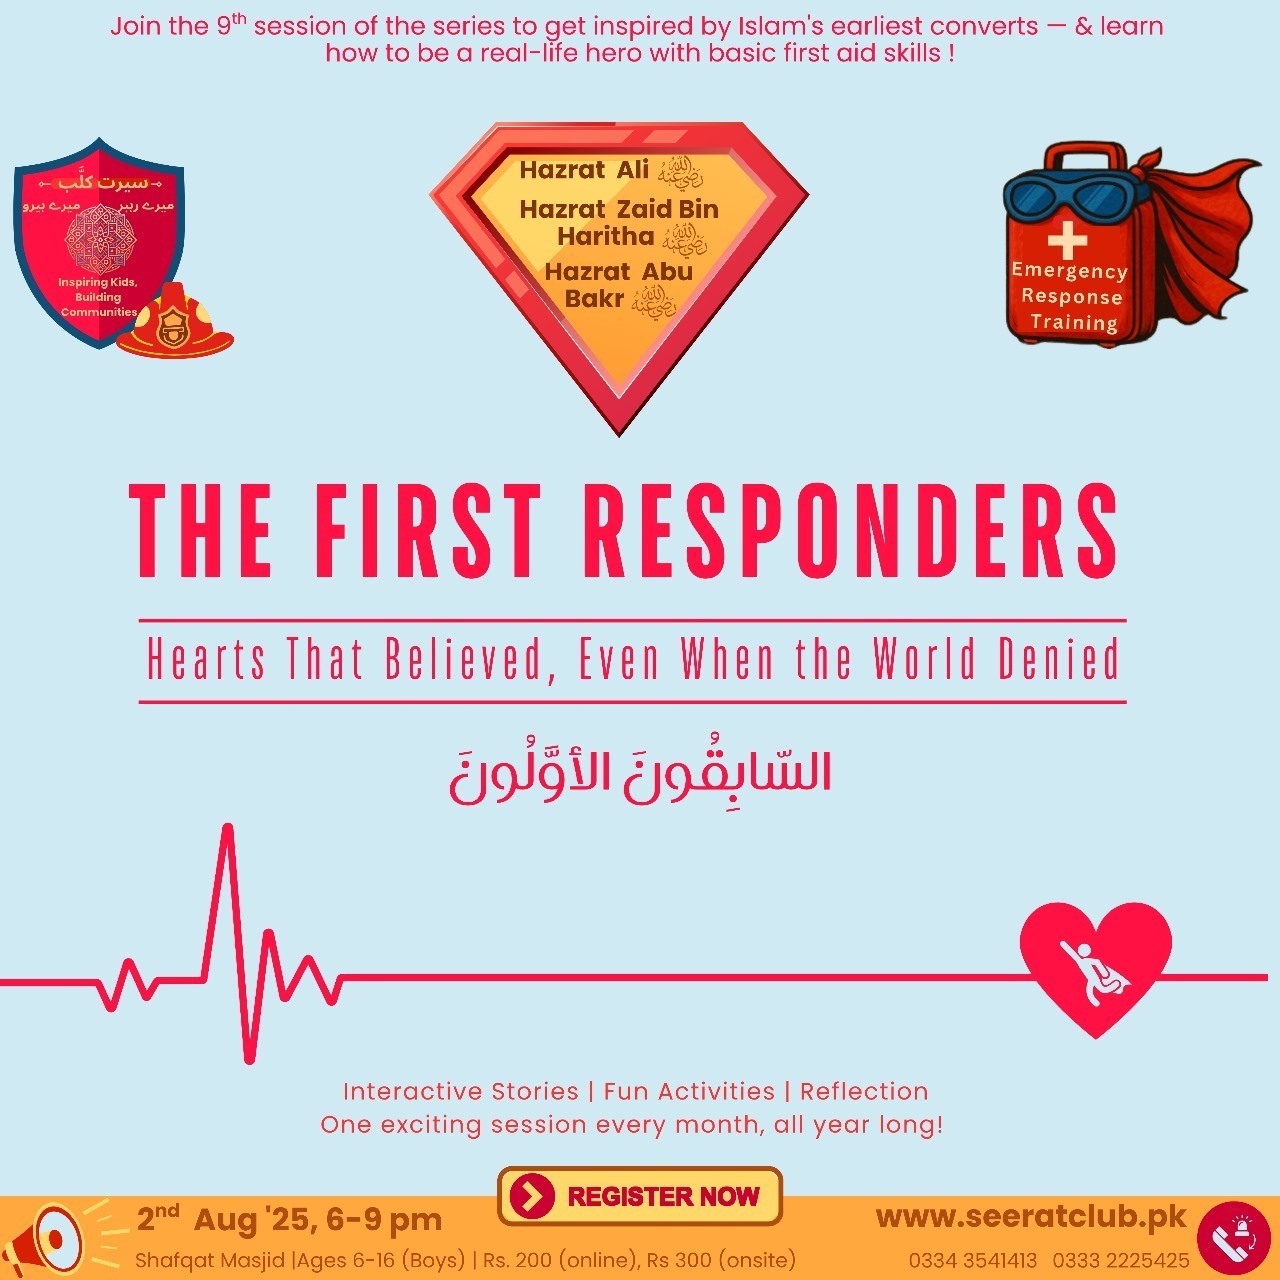 Join the 9th session of the series to get inspired by Islam's earliest converts — & learn
how to be a real-life hero with basic first aid skills !
سیرت کلَب
میرے رہبر میرے ہیرو
Inspiring Kids,
Building
Communities
Hazrat Ali رضي الله عنه
Hazrat Zaid Bin
Haritha رضي الله عنه
Hazrat Abu
Bakr رضي الله عنه
Emergency
Response
Training
THE FIRST RESPONDERS
Hearts That Believed, Even When the World Denied
السّابِقُونَ الأوَّلُونَ
Interactive Stories | Fun Activities | Reflection
One exciting session every month, all year long!
REGISTER NOW
2nd Aug '25, 6-9 pm
Shafqat Masjid |Ages 6-16 (Boys) | Rs. 200 (online), Rs 300 (onsite)
www.seeratclub.pk
0334 3541413 0333 2225425